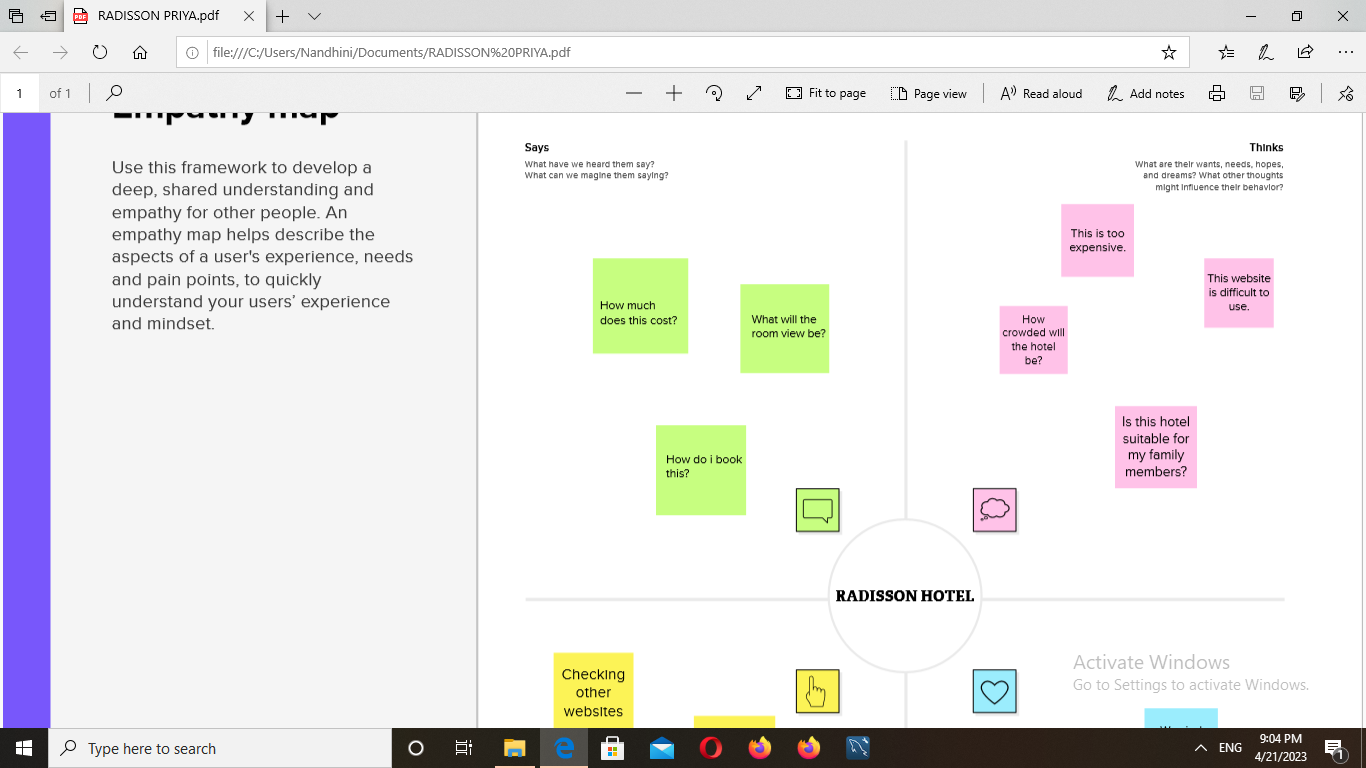 RADISSON PRIYA.pdf
file:///C:/Users/Nandhini/Documents/RADISSON%20PRIYA.pdf
1 of 1
Fit to page
Page view
Read aloud
Add notes
Empathy map
Use this framework to develop a
deep, shared understanding and
empathy for other people. An
empathy map helps describe the
aspects of a user's experience, needs
and pain points, to quickly
understand your users’ experience
and mindset.
Says
What have we heard them say?
What can we magine them saying?
Thinks
What are their wants, needs, hopes,
and dreams? What other thoughts
might influence their behavior?
How much
does this cost?
What will the
room view be?
How do i book
this?
This is too
expensive.
This website
is difficult to
use.
How
crowded will
the hotel
be?
Is this hotel
suitable for
my family
members?
RADISSON HOTEL
Checking
other
websites
Activate Windows
Go to Settings to activate Windows.
Type here to search
ENG
9:04 PM
4/21/2023
1